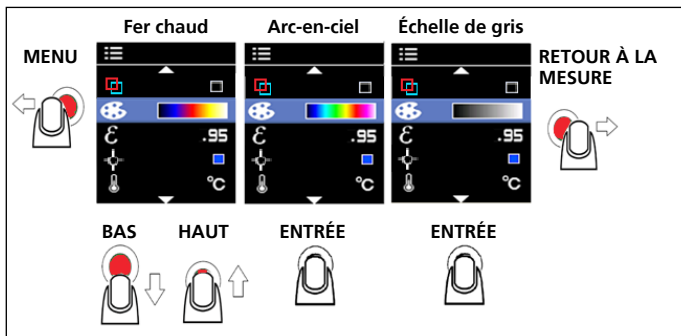 Fer chaud
Arc-en-ciel
Échelle de gris
MENU
RETOUR À LA
MESURE
ε .95
ε .95
ε .95
°C
°C
°C
BAS
HAUT
ENTRÉE
ENTRÉE